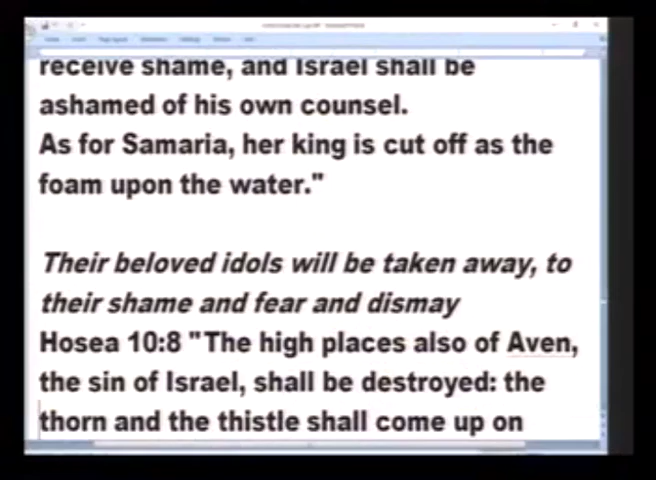 receive shame, and Israel shall be
ashamed of his own counsel.
As for Samaria, her king is cut off as the
foam upon the water."
Their beloved idols will be taken away, to
their shame and fear and dismay
Hosea 10:8 "The high places also of Aven,
the sin of Israel, shall be destroyed: the
thorn and the thistle shall come up on